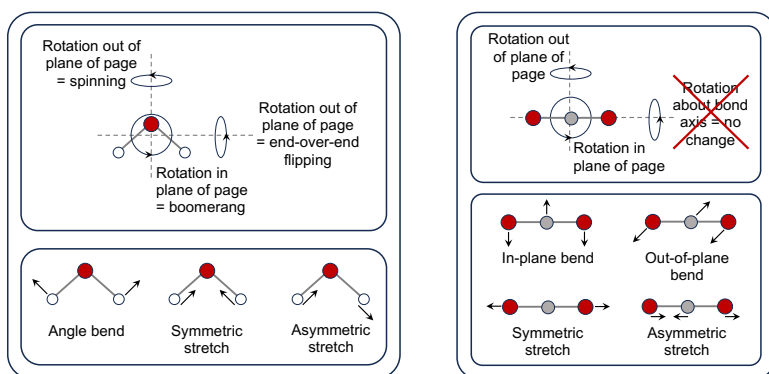 Rotation out of
plane of page
= spinning
Rotation out of
plane of page
= end-over-end
flipping
Rotation in
plane of page
= boomerang
Angle bend
Symmetric
stretch
Asymmetric
stretch
Rotation out
of plane of
page
Rotation
about bond
axis = no
change
Rotation in
plane of page
In-plane bend
Out-of-plane
bend
Symmetric
stretch
Asymmetric
stretch